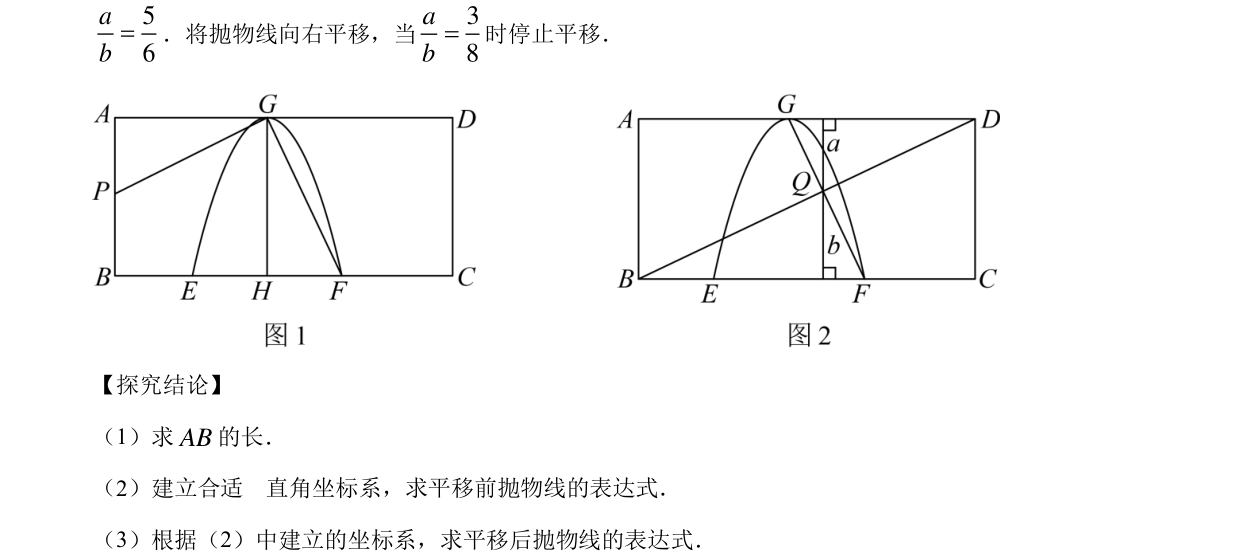 a/b = 5/6 . 将抛物线向右平移，当 a/b = 3/8 时停止平移.
A G D
P
B E H F C
图 1
A G D
a
Q
b
B E F C
图 2
【探究结论】
（1）求 AB 的长.
（2）建立合适　直角坐标系，求平移前抛物线的表达式.
（3）根据（2）中建立的坐标系，求平移后抛物线的表达式.